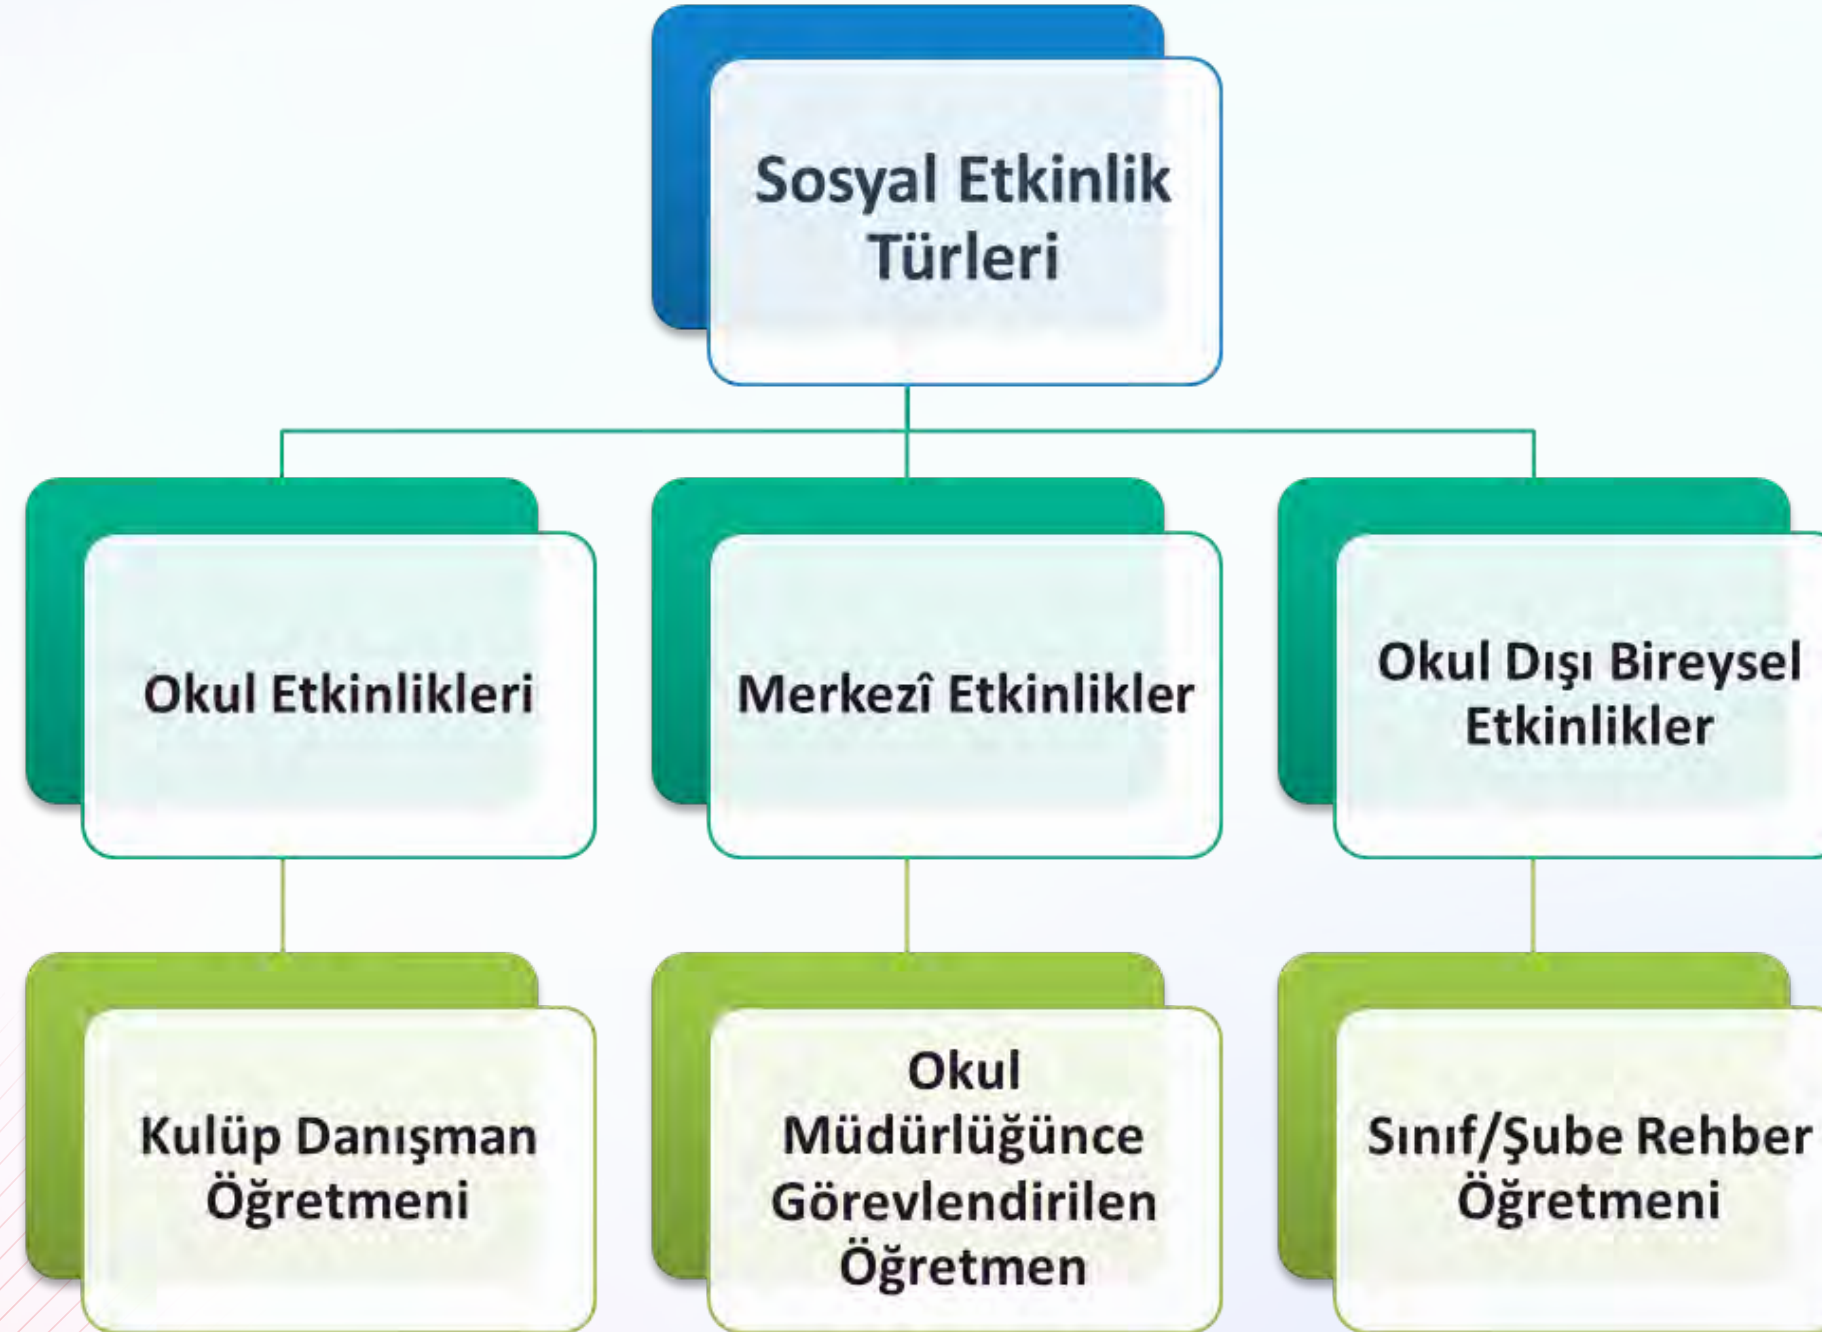 Sosyal Etkinlik
Türleri
Okul Etkinlikleri
Merkezî Etkinlikler
Okul Dışı Bireysel
Etkinlikler
Kulüp Danışman
Öğretmeni
Okul
Müdürlüğünce
Görevlendirilen
Öğretmen
Sınıf/Şube Rehber
Öğretmeni